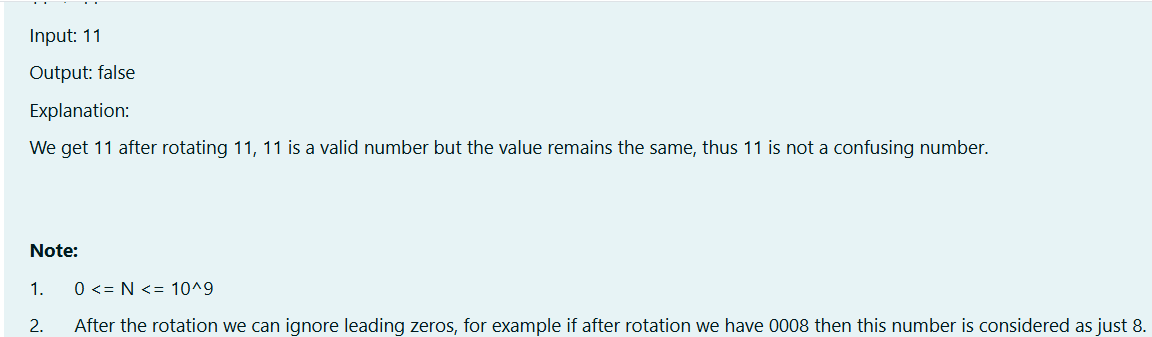 Input: 11
Output: false
Explanation:
We get 11 after rotating 11, 11 is a valid number but the value remains the same, thus 11 is not a confusing number.
Note:
1. 0 <= N <= 10^9
2. After the rotation we can ignore leading zeros, for example if after rotation we have 0008 then this number is considered as just 8.